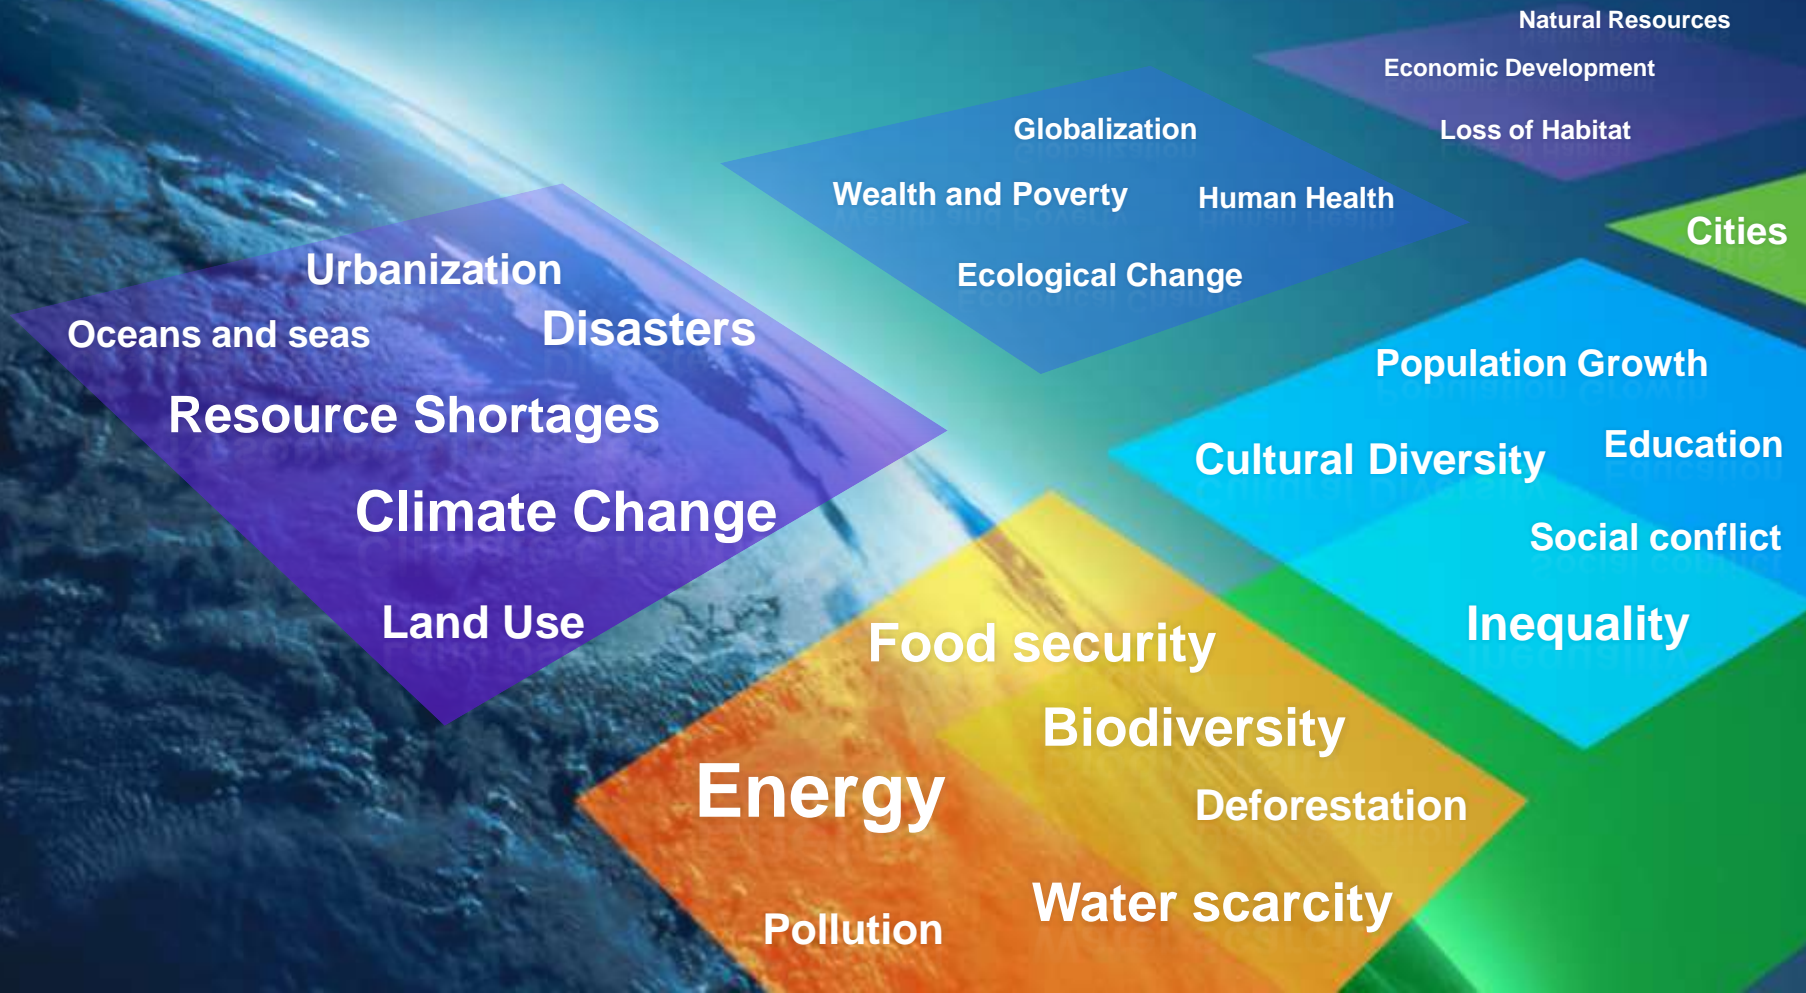 Natural Resources
Economic Development
Loss of Habitat
Globalization
Wealth and Poverty
Human Health
Ecological Change
Cities
Urbanization
Oceans and seas
Disasters
Resource Shortages
Climate Change
Land Use
Population Growth
Cultural Diversity
Education
Social conflict
Inequality
Food security
Biodiversity
Energy
Deforestation
Water scarcity
Pollution